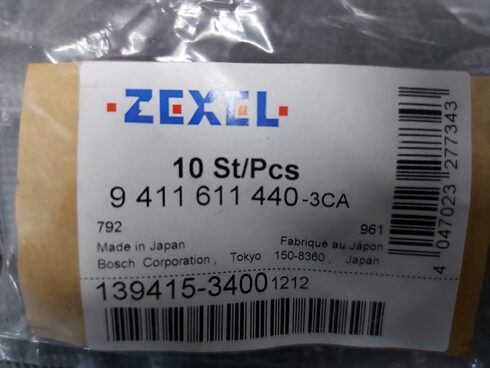 ZEXEL
10 St/Pcs
9 411 611 440-3CA
792 961
Made in Japan Fabriqué au Japon
Bosch Corporation, Tokyo 150-8360, Japan
139415-3400 1212
4 047023 277343